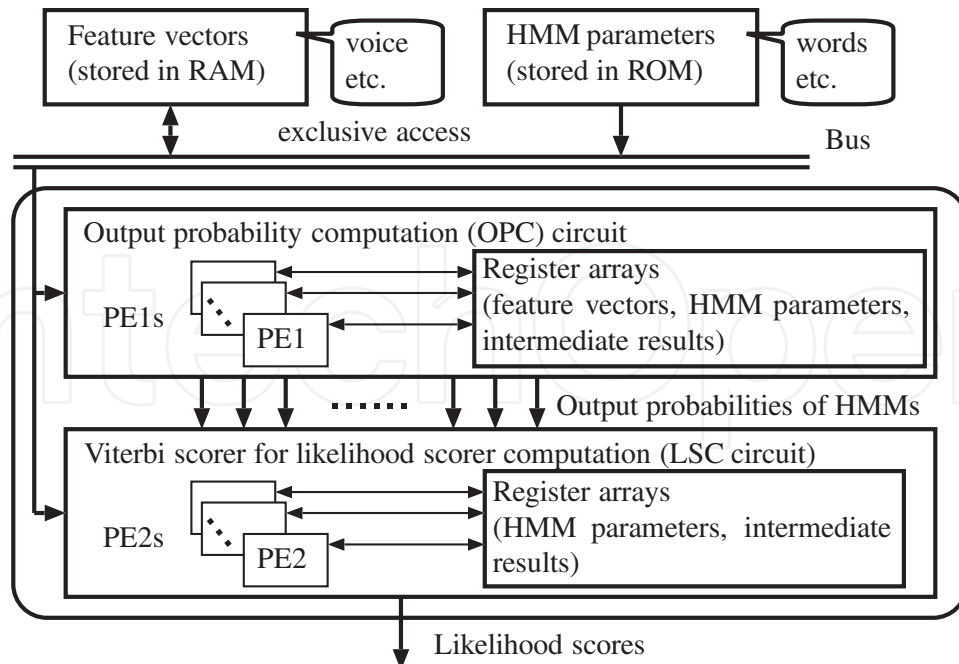 Feature vectors
(stored in RAM)
voice
etc.
HMM parameters
(stored in ROM)
words
etc.
exclusive access
Bus
Output probability computation (OPC) circuit
PE1s
PE1
Register arrays
(feature vectors, HMM parameters,
intermediate results)
Output probabilities of HMMs
Viterbi scorer for likelihood scorer computation (LSC circuit)
PE2s
PE2
Register arrays
(HMM parameters, intermediate
results)
Likelihood scores
ntechOpen